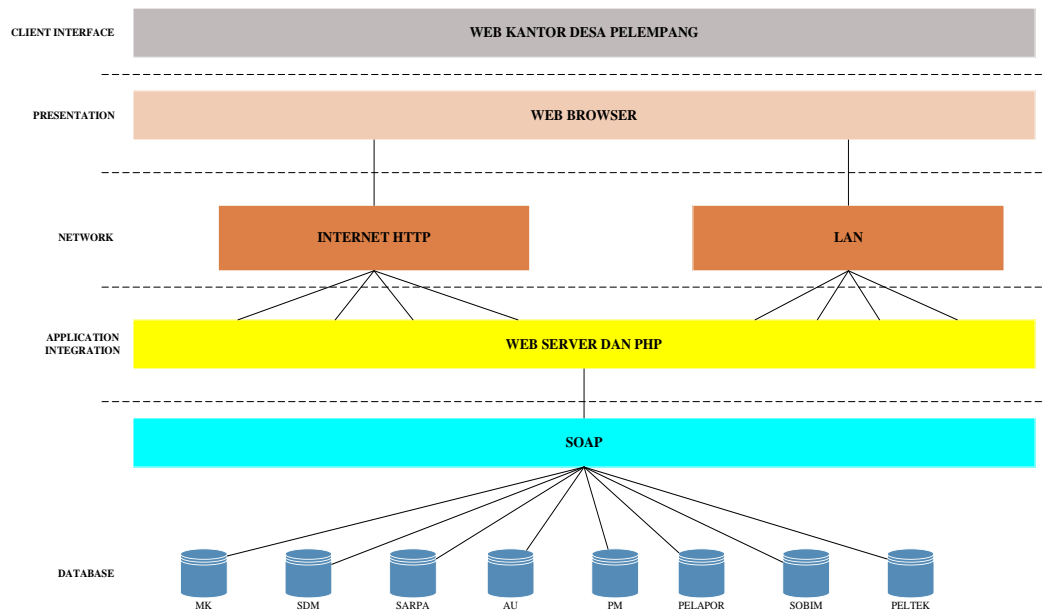 CLIENT INTERFACE
WEB KANTOR DESA PELEMPANG
PRESENTATION
WEB BROWSER
NETWORK
INTERNET HTTP
LAN
APPLICATION
INTEGRATION
WEB SERVER DAN PHP
SOAP
DATABASE
MK
SDM
SARPA
AU
PM
PELAPOR
SOBIM
PELTEK